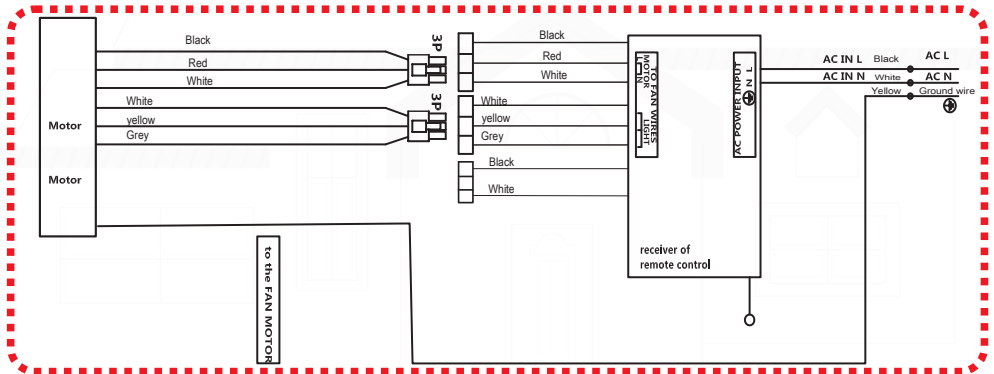 Black
Red
White
White
yellow
Grey
Motor
Motor
3P
3P
to the FAN MOTOR
Black
Red
White
White
yellow
Grey
Black
White
TO FAN WIRES
MOTOR
L N
LIGHT
AC POWER INPUT
N L
receiver of
remote control
AC IN L Black AC L
AC IN N White AC N
Yellow Ground wire